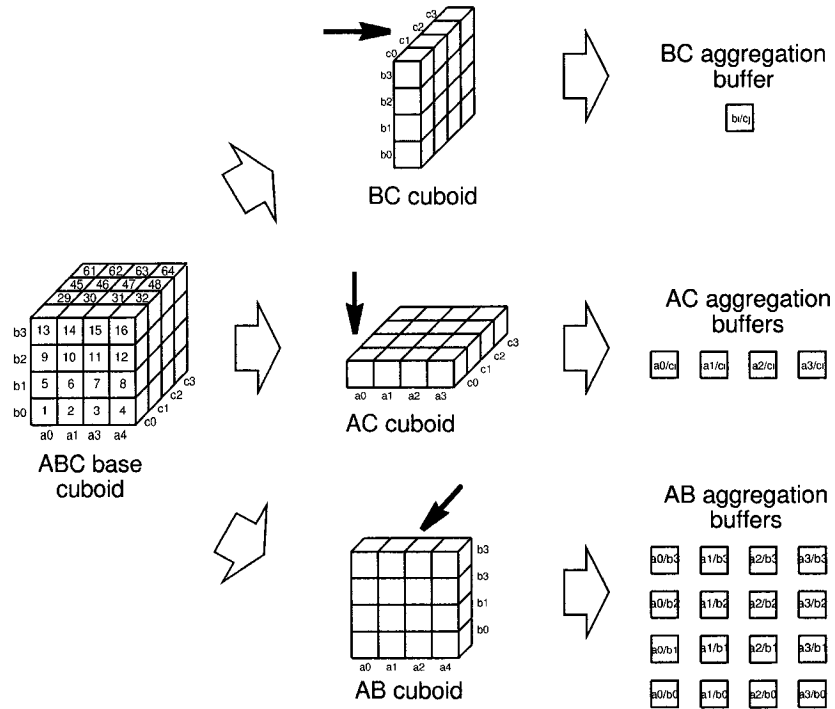 c3
c2
c1
c0
b3
b2
b1
b0
BC cuboid
BC aggregation
buffer
bi/cj
61 62 63 64
45 46 47 48
29 30 31 32
b3 13 14 15 16
b2 9 10 11 12
b1 5 6 7 8
b0 1 2 3 4
c3
c2
c1
c0
a0 a1 a3 a4
ABC base
cuboid
c3
c2
c1
c0
a0 a1 a2 a3
AC cuboid
AC aggregation
buffers
a0/ci a1/ci a2/ci a3/ci
b3
b3
b1
b0
a0 a1 a2 a4
AB cuboid
AB aggregation
buffers
a0/b3 a1/b3 a2/b3 a3/b3
a0/b2 a1/b2 a2/b2 a3/b2
a0/b1 a1/b1 a2/b1 a3/b1
a0/b0 a1/b0 a2/b0 a3/b0